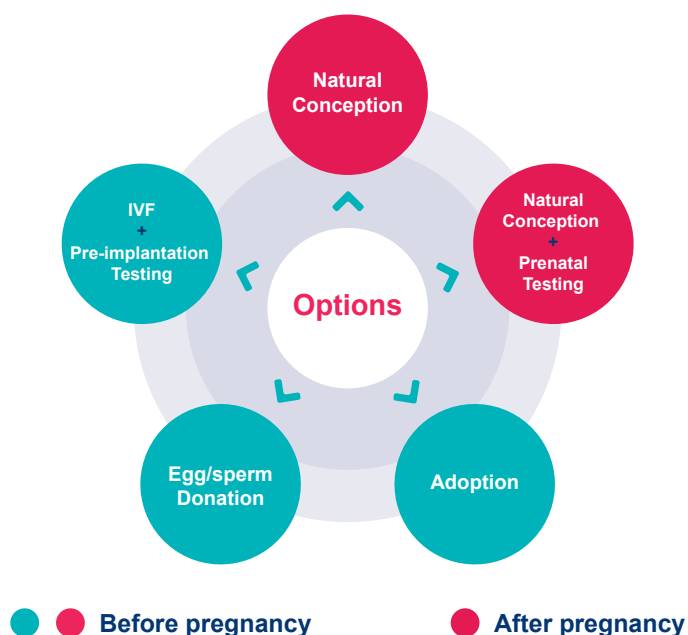 Natural
Conception
IVF
+
Pre-implantation
Testing
Natural
Conception
+
Prenatal
Testing
Options
Egg/sperm
Donation
Adoption
Before pregnancy
After pregnancy